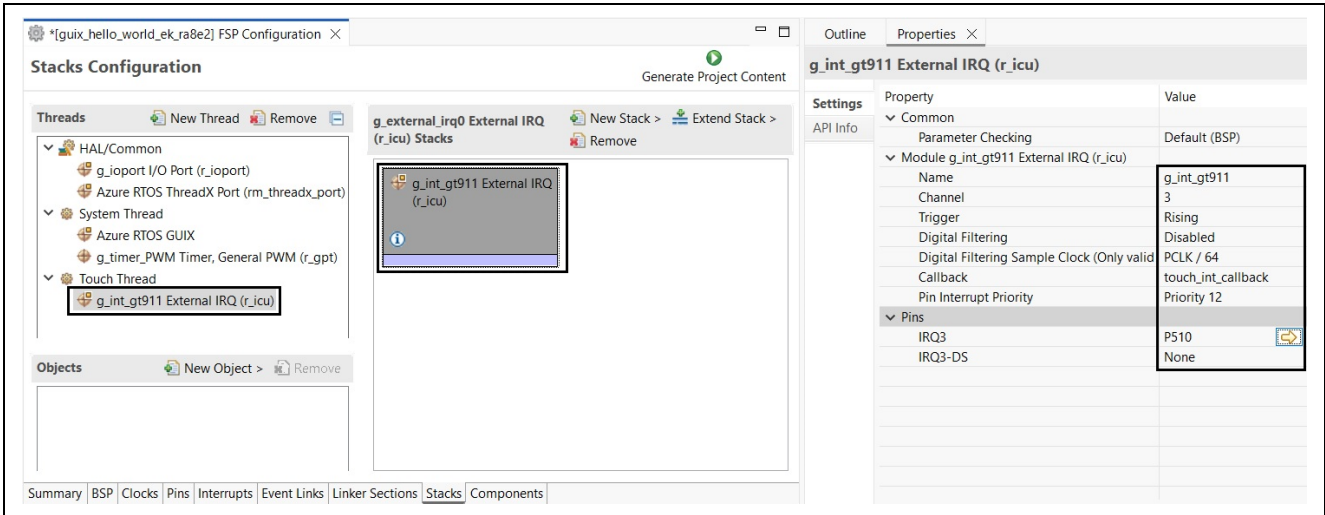 *[guix_hello_world_ek_ra8e2] FSP Configuration
Stacks Configuration
Generate Project Content
Threads
New Thread
Remove
HAL/Common
g_ioport I/O Port (r_ioport)
Azure RTOS ThreadX Port (rm_threadx_port)
System Thread
Azure RTOS GUIX
g_timer_PWM Timer, General PWM (r_gpt)
Touch Thread
g_int_gt911 External IRQ (r_icu)
Objects
New Object >
Remove
g_external_irq0 External IRQ
(r_icu) Stacks
New Stack >
Extend Stack >
Remove
g_int_gt911 External IRQ
(r_icu)
Summary BSP Clocks Pins Interrupts Event Links Linker Sections Stacks Components
Outline Properties
g_int_gt911 External IRQ (r_icu)
Settings
API Info
Property Value
Common
Parameter Checking Default (BSP)
Module g_int_gt911 External IRQ (r_icu)
Name g_int_gt911
Channel 3
Trigger Rising
Digital Filtering Disabled
Digital Filtering Sample Clock (Only valid PCLK / 64
Callback touch_int_callback
Pin Interrupt Priority Priority 12
Pins
IRQ3 P510
IRQ3-DS None